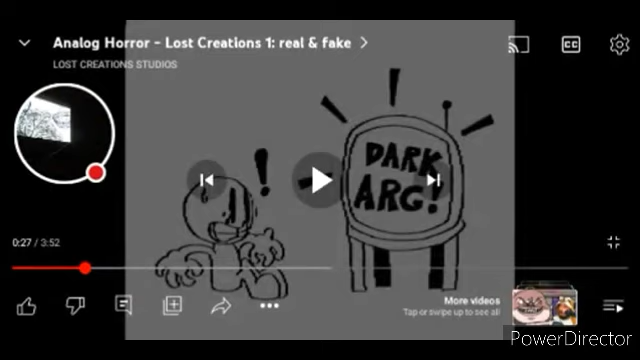 Analog Horror - Lost Creations 1: real & fake
LOST CREATIONS STUDIOS
CC
!
DARK
ARG!
0:27 / 3:52
More videos
Tap or swipe up to see all
PowerDirector